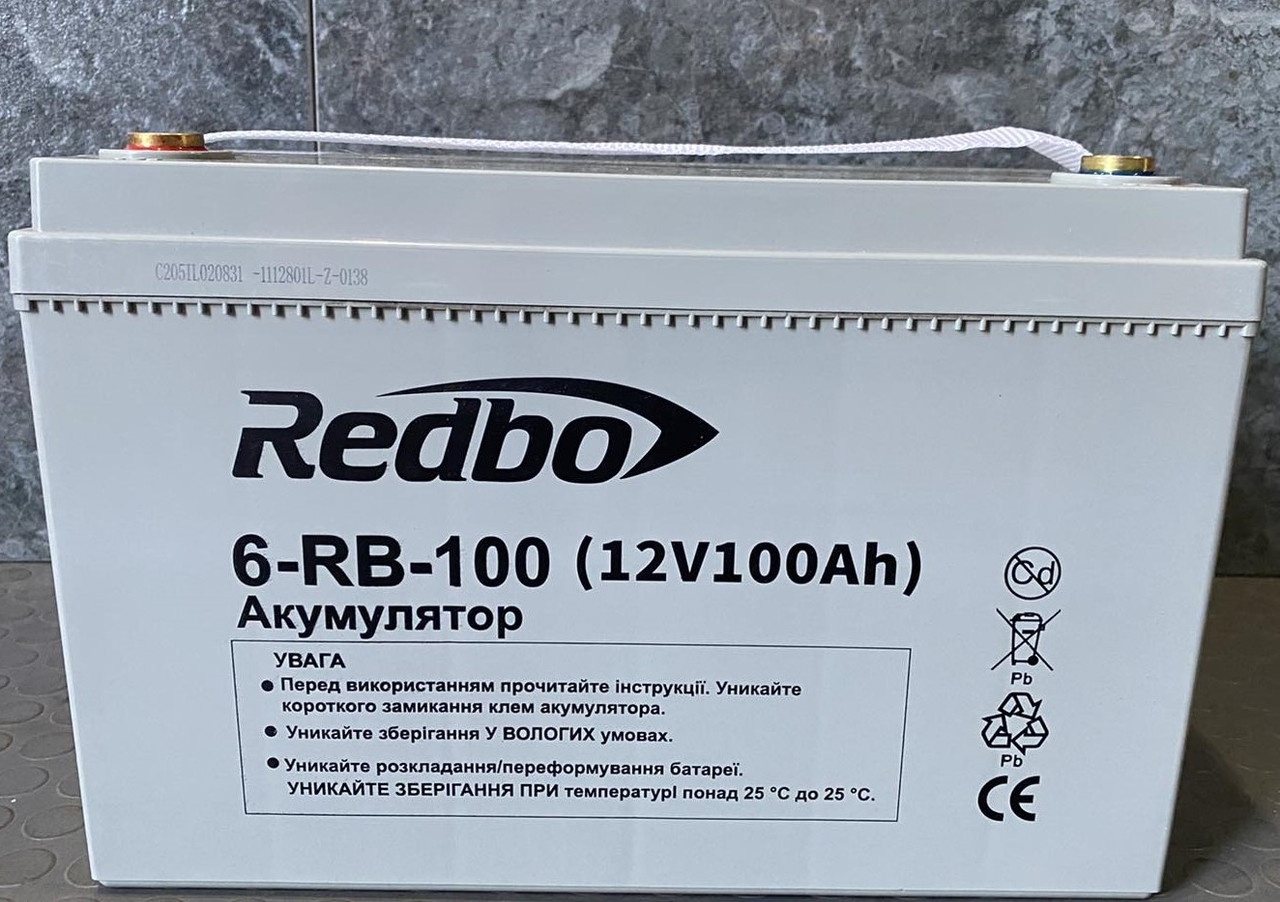 C205IL020831 -1112801L-Z-0138
Redbo
6-RB-100 (12V100Ah)
Акумулятор
УВАГА
● Перед використанням прочитайте інструкції. Уникайте
короткого замикання клем акумулятора.
● Уникайте зберігання У ВОЛОГИХ умовах.
● Уникайте розкладання/переформування батареї.
УНИКАЙТЕ ЗБЕРІГАННЯ ПРИ температурІ понад 25 °C до 25 °C.
Cd
Pb
Pb
CE